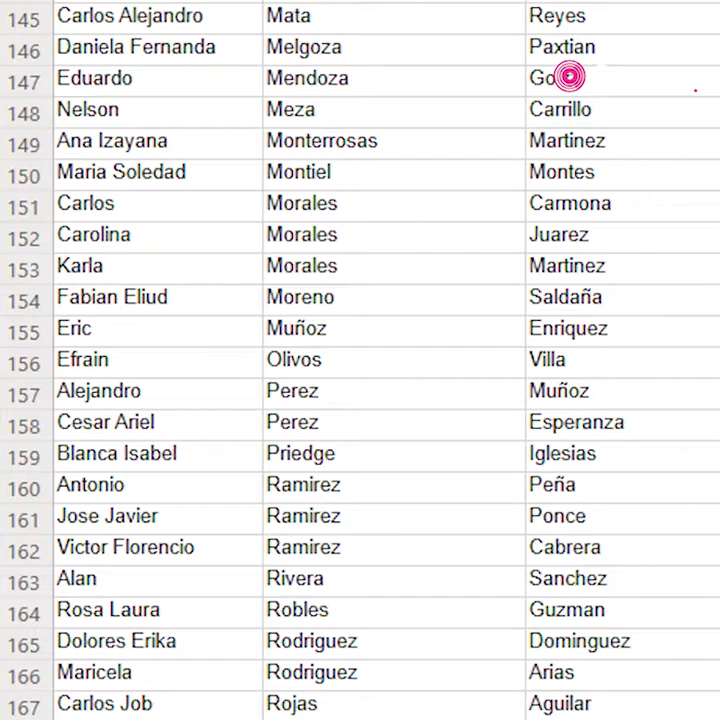 145 Carlos Alejandro Mata Reyes
146 Daniela Fernanda Melgoza Paxtian
147 Eduardo Mendoza
148 Nelson Meza Carrillo
149 Ana Izayana Monterrosas Martinez
150 Maria Soledad Montiel Montes
151 Carlos Morales Carmona
152 Carolina Morales Juarez
153 Karla Morales Martinez
154 Fabian Eliud Moreno Saldaña
155 Eric Muñoz Enriquez
156 Efrain Olivos Villa
157 Alejandro Perez Muñoz
158 Cesar Ariel Perez Esperanza
159 Blanca Isabel Priedge Iglesias
160 Antonio Ramirez Peña
161 Jose Javier Ramirez Ponce
162 Victor Florencio Ramirez Cabrera
163 Alan Rivera Sanchez
164 Rosa Laura Robles Guzman
165 Dolores Erika Rodriguez Dominguez
166 Maricela Rodriguez Arias
167 Carlos Job Rojas Aguilar